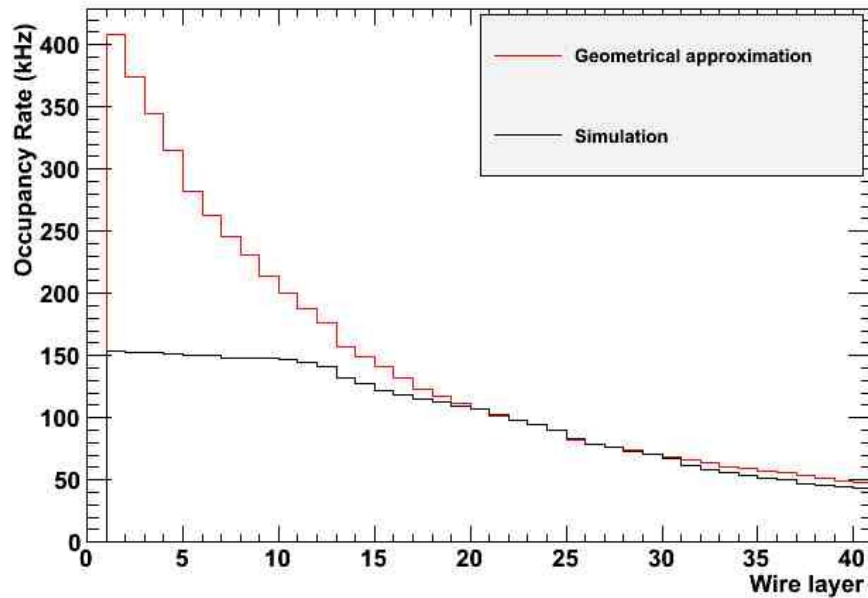 Occupancy Rate (kHz)
400
350
300
250
200
150
100
50
0
Geometrical approximation
Simulation
0 5 10 15 20 25 30 35 40
Wire layer